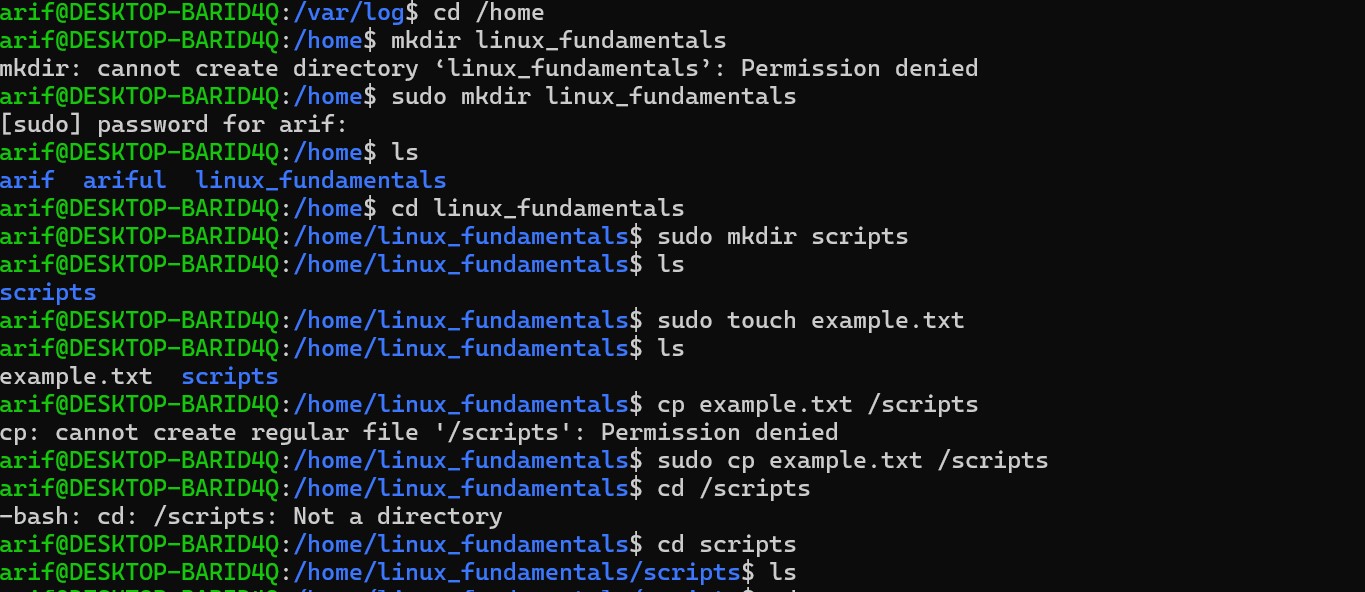 arif@DESKTOP-BARID4Q:/var/log$ cd /home
arif@DESKTOP-BARID4Q:/home$ mkdir linux_fundamentals
mkdir: cannot create directory ‘linux_fundamentals’: Permission denied
arif@DESKTOP-BARID4Q:/home$ sudo mkdir linux_fundamentals
[sudo] password for arif:
arif@DESKTOP-BARID4Q:/home$ ls
arif  ariful  linux_fundamentals
arif@DESKTOP-BARID4Q:/home$ cd linux_fundamentals
arif@DESKTOP-BARID4Q:/home/linux_fundamentals$ sudo mkdir scripts
arif@DESKTOP-BARID4Q:/home/linux_fundamentals$ ls
scripts
arif@DESKTOP-BARID4Q:/home/linux_fundamentals$ sudo touch example.txt
arif@DESKTOP-BARID4Q:/home/linux_fundamentals$ ls
example.txt  scripts
arif@DESKTOP-BARID4Q:/home/linux_fundamentals$ cp example.txt /scripts
cp: cannot create regular file '/scripts': Permission denied
arif@DESKTOP-BARID4Q:/home/linux_fundamentals$ sudo cp example.txt /scripts
arif@DESKTOP-BARID4Q:/home/linux_fundamentals$ cd /scripts
-bash: cd: /scripts: Not a directory
arif@DESKTOP-BARID4Q:/home/linux_fundamentals$ cd scripts
arif@DESKTOP-BARID4Q:/home/linux_fundamentals/scripts$ ls